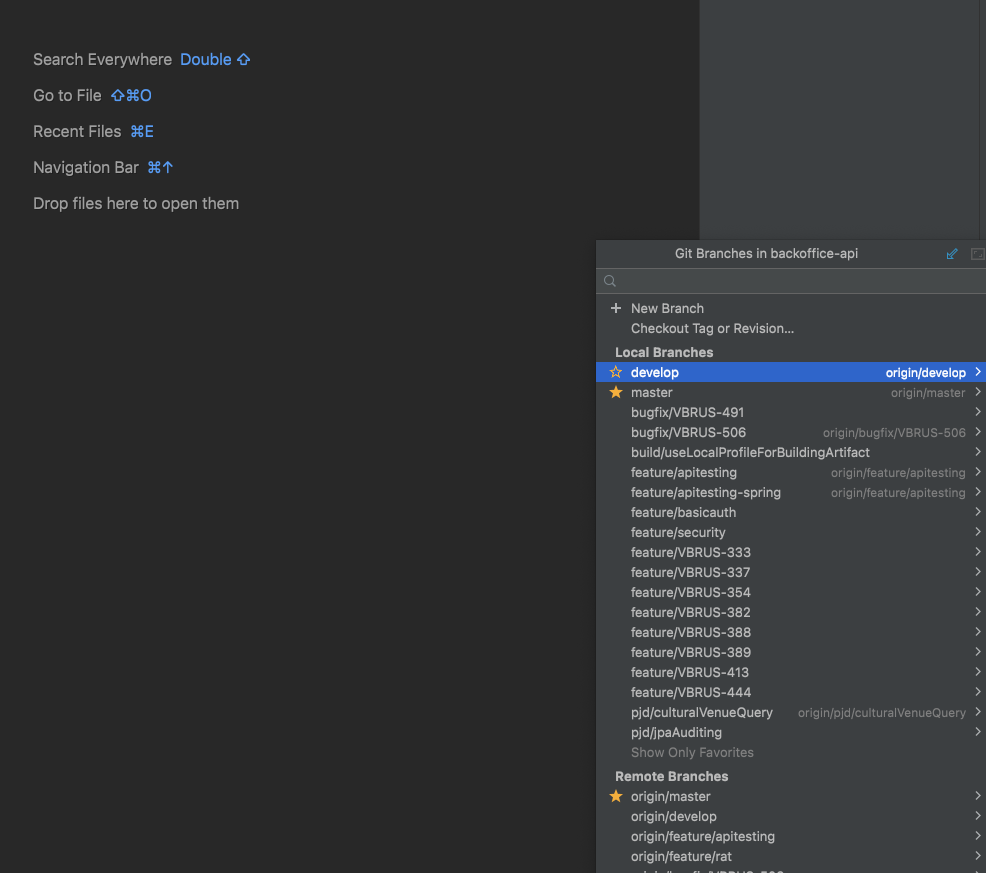 Search Everywhere Double ⇧
Go to File ⇧⌘O
Recent Files ⌘E
Navigation Bar ⌘↑
Drop files here to open them
Git Branches in backoffice-api
+ New Branch
Checkout Tag or Revision...
Local Branches
develop origin/develop
master origin/master
bugfix/VBRUS-491
bugfix/VBRUS-506 origin/bugfix/VBRUS-506
build/useLocalProfileForBuildingArtifact
feature/apitesting origin/feature/apitesting
feature/apitesting-spring origin/feature/apitesting
feature/basicauth
feature/security
feature/VBRUS-333
feature/VBRUS-337
feature/VBRUS-354
feature/VBRUS-382
feature/VBRUS-388
feature/VBRUS-389
feature/VBRUS-413
feature/VBRUS-444
pjd/culturalVenueQuery origin/pjd/culturalVenueQuery
pjd/jpaAuditing
Show Only Favorites
Remote Branches
origin/master
origin/develop
origin/feature/apitesting
origin/feature/rat